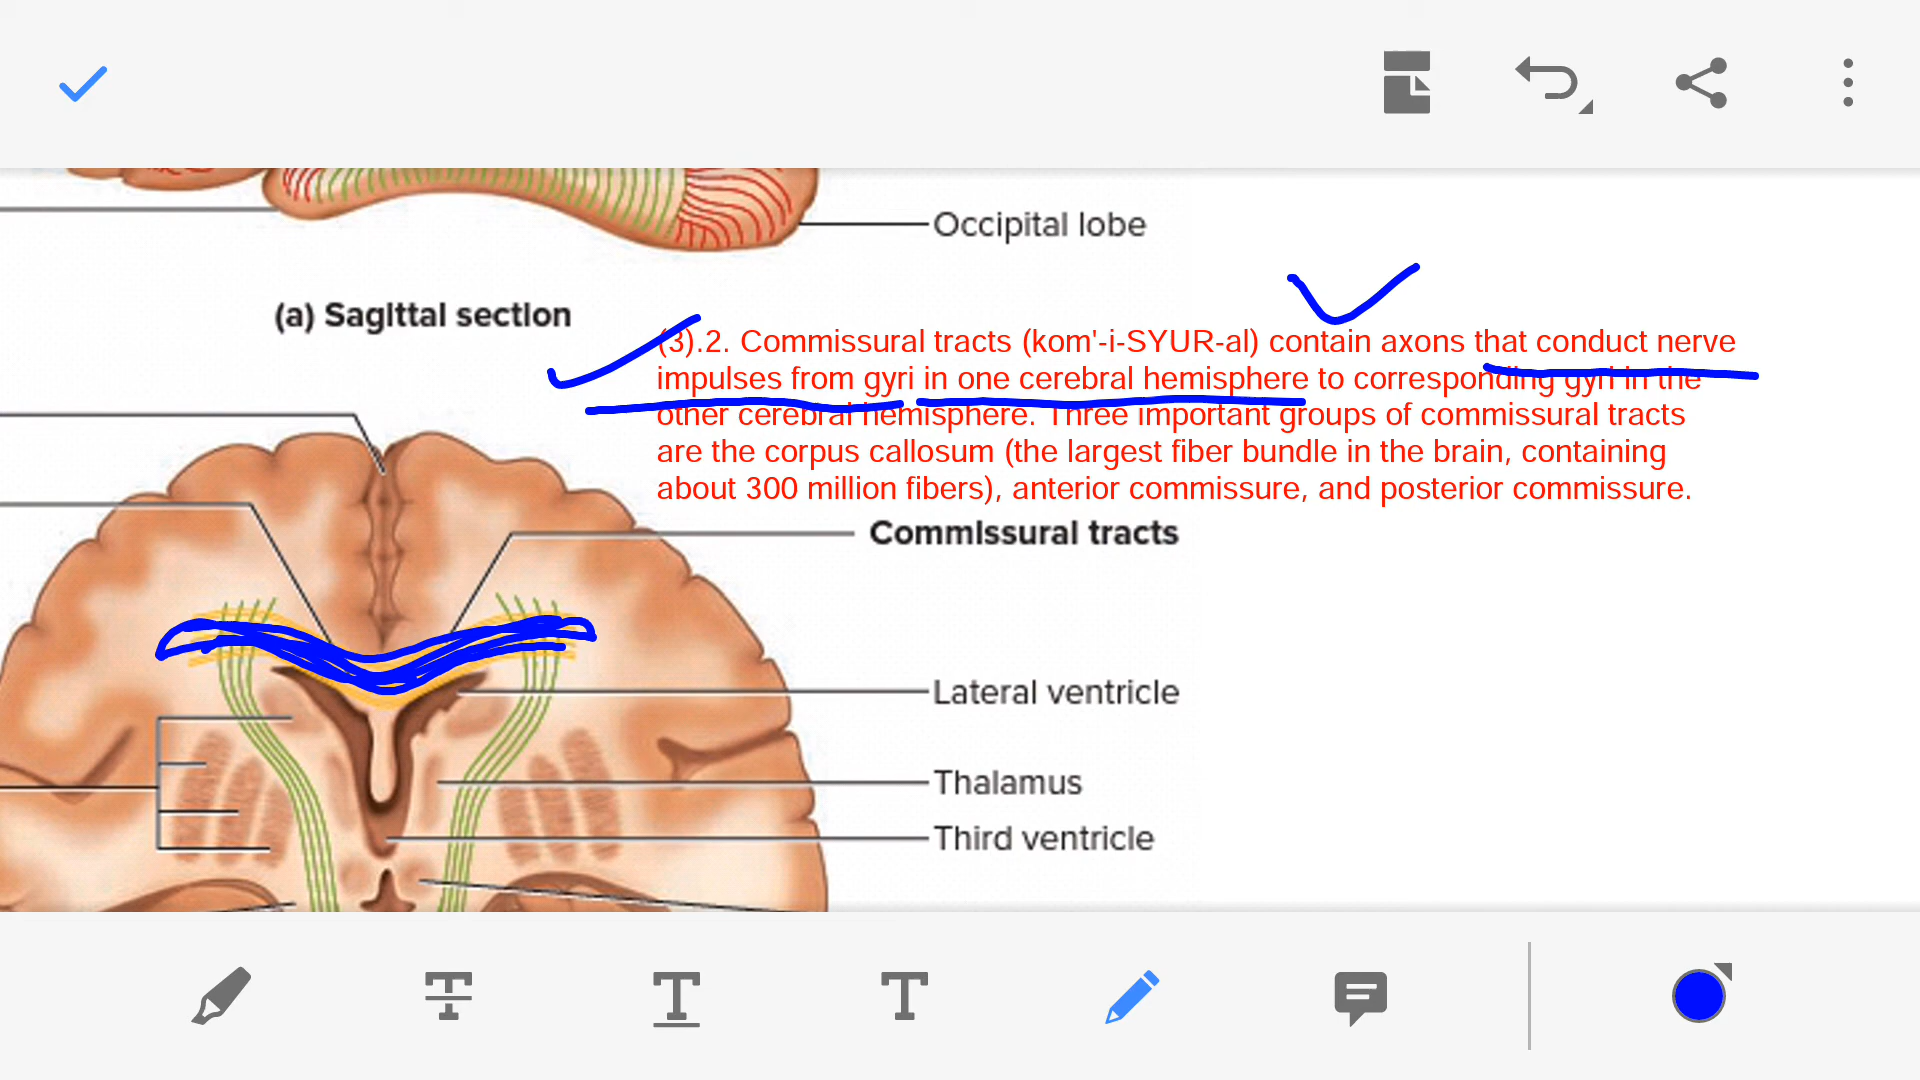 Occipital lobe
(a) Sagittal section
(3).2. Commissural tracts (kom'-i-SYUR-al) contain axons that conduct nerve
impulses from gyri in one cerebral hemisphere to corresponding gyri in the
other cerebral hemisphere. Three important groups of commissural tracts
are the corpus callosum (the largest fiber bundle in the brain, containing
about 300 million fibers), anterior commissure, and posterior commissure.
Commissural tracts
Lateral ventricle
Thalamus
Third ventricle